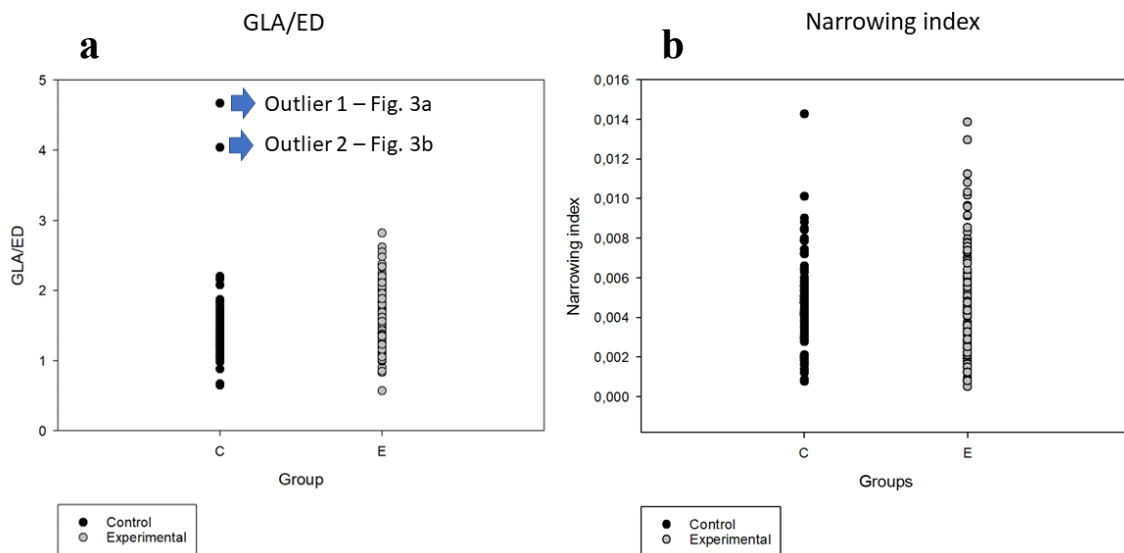 GLA/ED
a
5
4
3
2
1
0
GLA/ED
Outlier 1 – Fig. 3a
Outlier 2 – Fig. 3b
C
E
Group
Control
Experimental
Narrowing index
b
0,016
0,014
0,012
0,010
0,008
0,006
0,004
0,002
0,000
Narrowing index
C
E
Groups
Control
Experimental